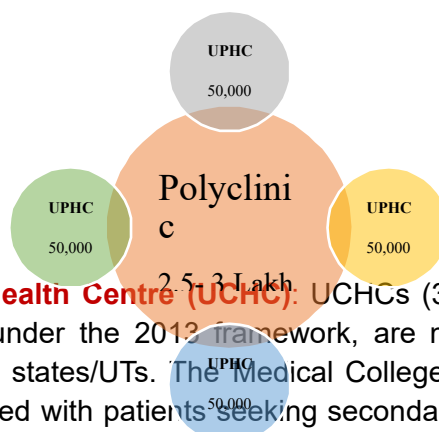 UPHC
50,000
Polyclini
c
UPHC
50,000
UPHC
50,000
2.5- 3 Lakh
ealth Centre (UCHC): UCHCs (3
under the 2013 framework, are n
states/UTs. The Medical College
UPHC
50,000
ed with patients seeking seconda